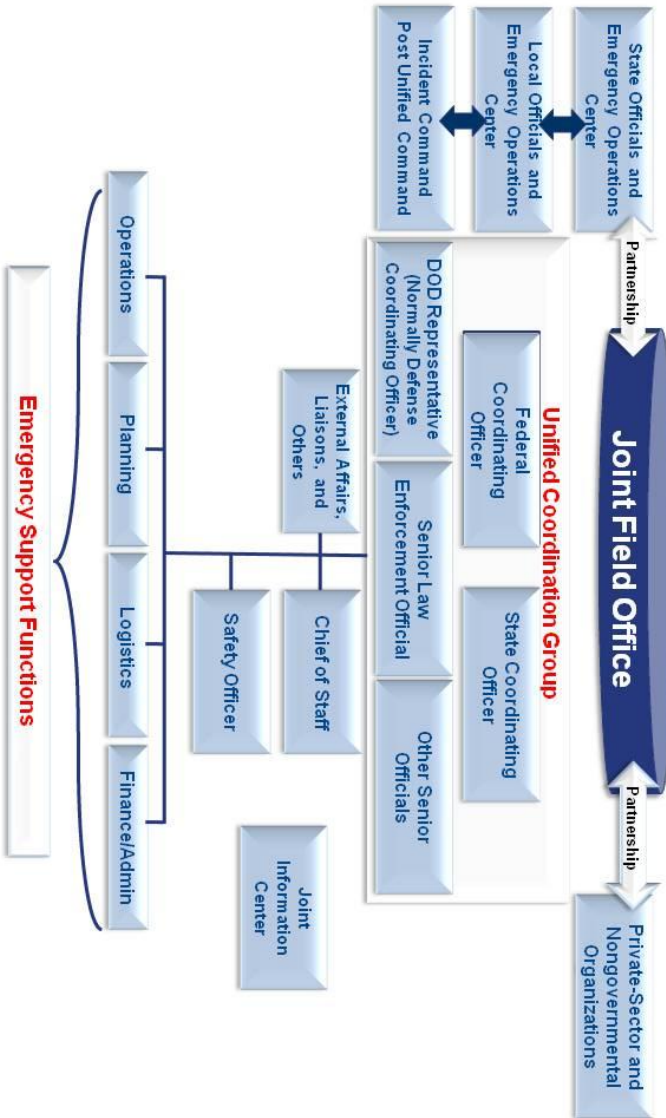 Joint Field Office
Partnership
Partnership
State Officials and
Emergency Operations
Center
Local Officials and
Emergency Operations
Center
Incident Command
Post Unified Command
Private-Sector and
Nongovernmental
Organizations
Unified Coordination Group
Federal
Coordinating
Officer
State Coordinating
Officer
DOD Representative
(Normally Defense
Coordinating Officer)
Senior Law
Enforcement Official
Other Senior
Officials
External Affairs,
Liaisons, and
Others
Chief of Staff
Safety Officer
Joint
Information
Center
Operations
Planning
Logistics
Finance/Admin
Emergency Support Functions